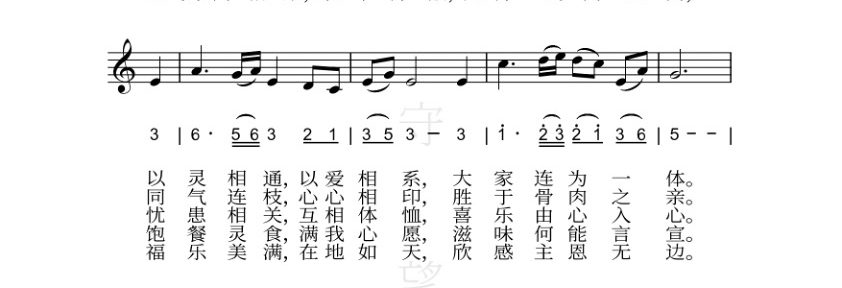 3 | 6· 5 6 3 2 1 | 3 5 3 – 3 | 1· 2 3 2 1 3 6 | 5 – – |
以灵相通，以爱相系，大家连为一体。
同气连枝，心心相印，胜于骨肉之亲。
忧患相关，互相体恤，喜乐由心入心。
饱餐灵食，满我心愿，滋味何能言宣。
福乐美满，在地如天，欣感主恩无边。
守
望